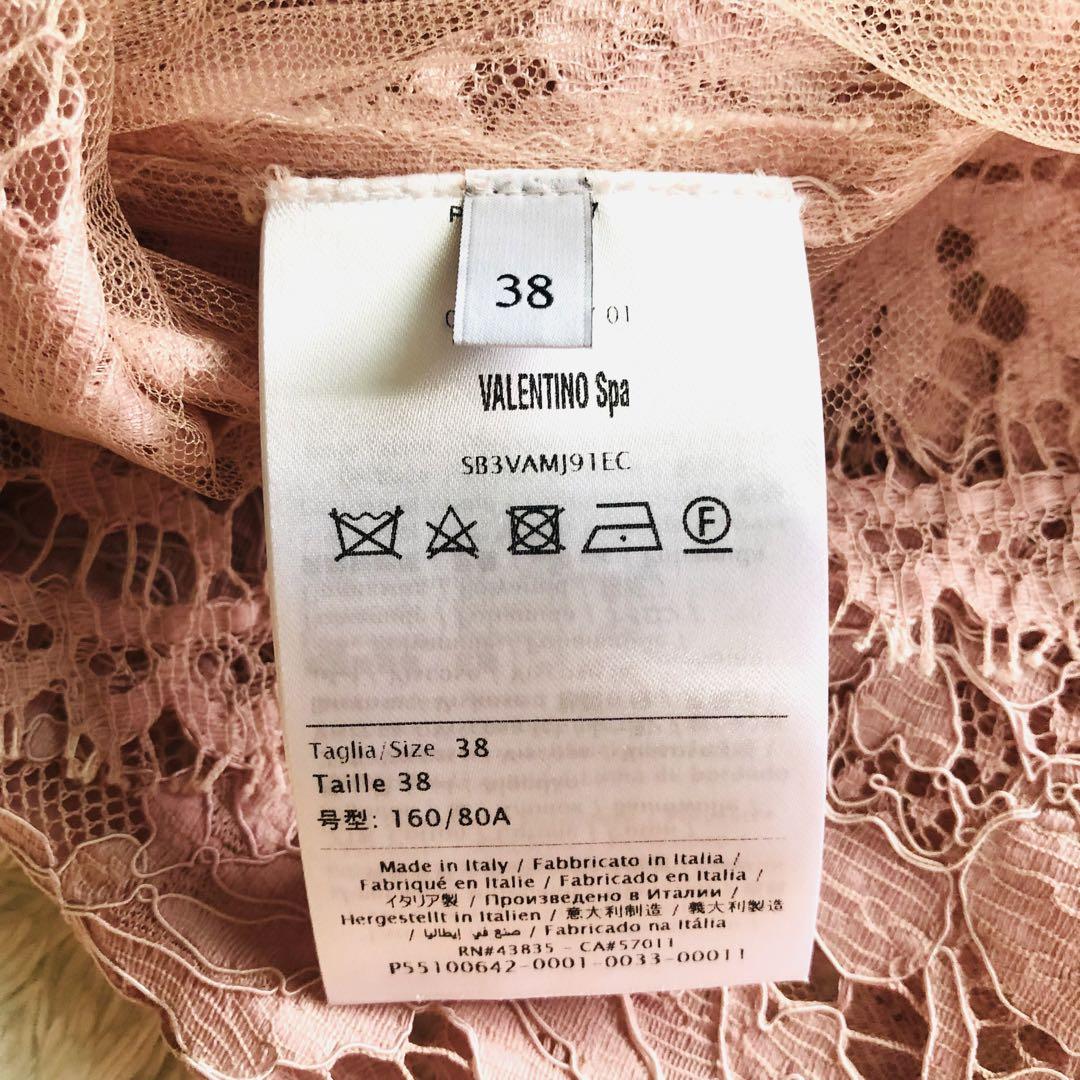 38
01
VALENTINO Spa
SB3VAMJ91EC
F
Taglia/Size 38
Taille 38
号型: 160/80A
Made in Italy / Fabbricato in Italia /
Fabriqué en Italie / Fabricado en Italia /
イタリア製 / Произведено в Италии /
Hergestellt in Italien / 意大利制造 / 義大利製造
/ صنع في إيطاليا / Fabricado na Itália
RN#43835 - CA#57011
P55100642-0001-0033-00011